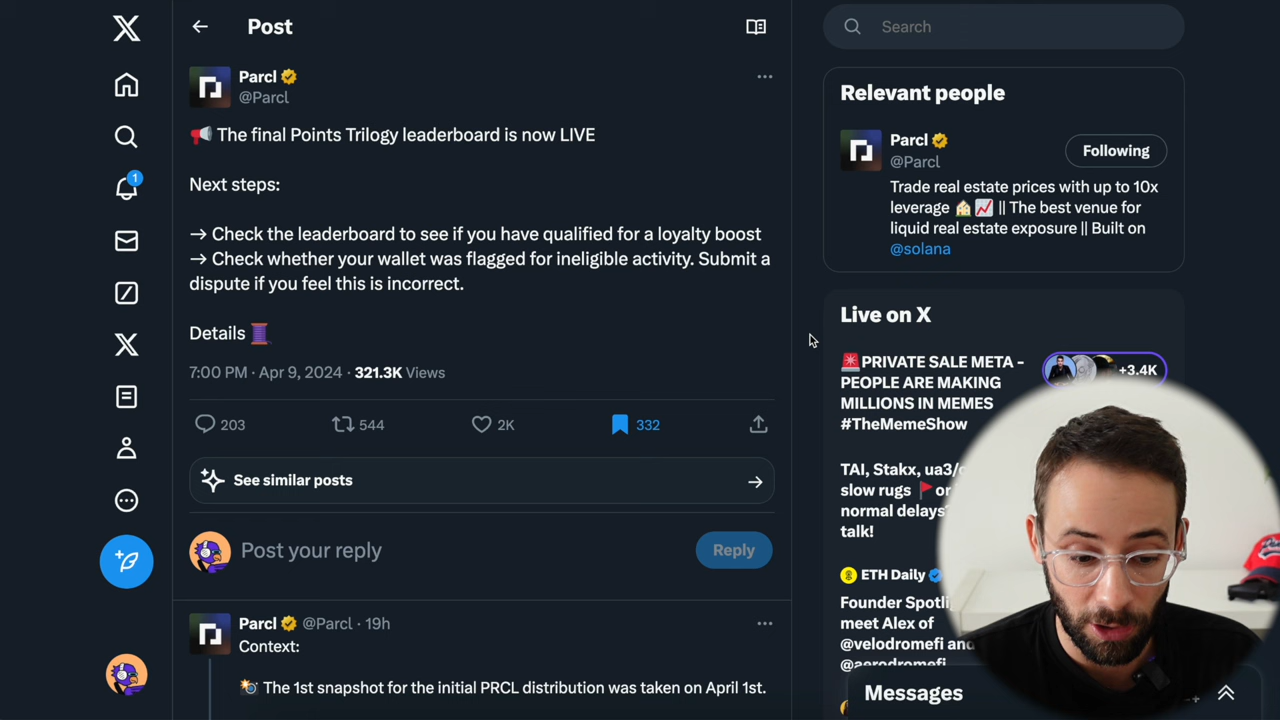 Post
Parcl
@Parcl
📢 The final Points Trilogy leaderboard is now LIVE
Next steps:
→ Check the leaderboard to see if you have qualified for a loyalty boost
→ Check whether your wallet was flagged for ineligible activity. Submit a
dispute if you feel this is incorrect.
Details 🧵
7:00 PM · Apr 9, 2024 · 321.3K Views
203
544
2K
332
See similar posts
Post your reply
Reply
Parcl @Parcl · 19h
Context:
📸 The 1st snapshot for the initial PRCL distribution was taken on April 1st.
1
Search
Relevant people
Parcl
@Parcl
Following
Trade real estate prices with up to 10x
leverage 🏠📈 || The best venue for
liquid real estate exposure || Built on
@solana
Live on X
🚨PRIVATE SALE META -
PEOPLE ARE MAKING
MILLIONS IN MEMES
#TheMemeShow
+3.4K
TAI, Stakx,
slow rugs 🚩
normal delays
talk!
ETH Daily
Founder
meet Alex of
@velodromefi
@aerodromefi
Messages